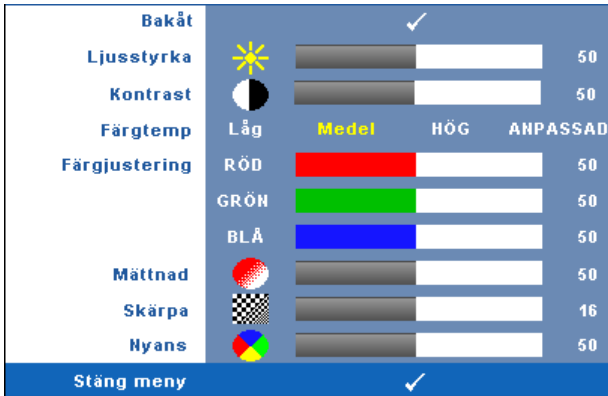 Bakåt
Ljusstyrka 50
Kontrast 50
Färgtemp Låg Medel HÖG ANPASSAD
Färgjustering RÖD 50
GRÖN 50
BLÅ 50
Mättnad 50
Skärpa 16
Nyans 50
Stäng meny